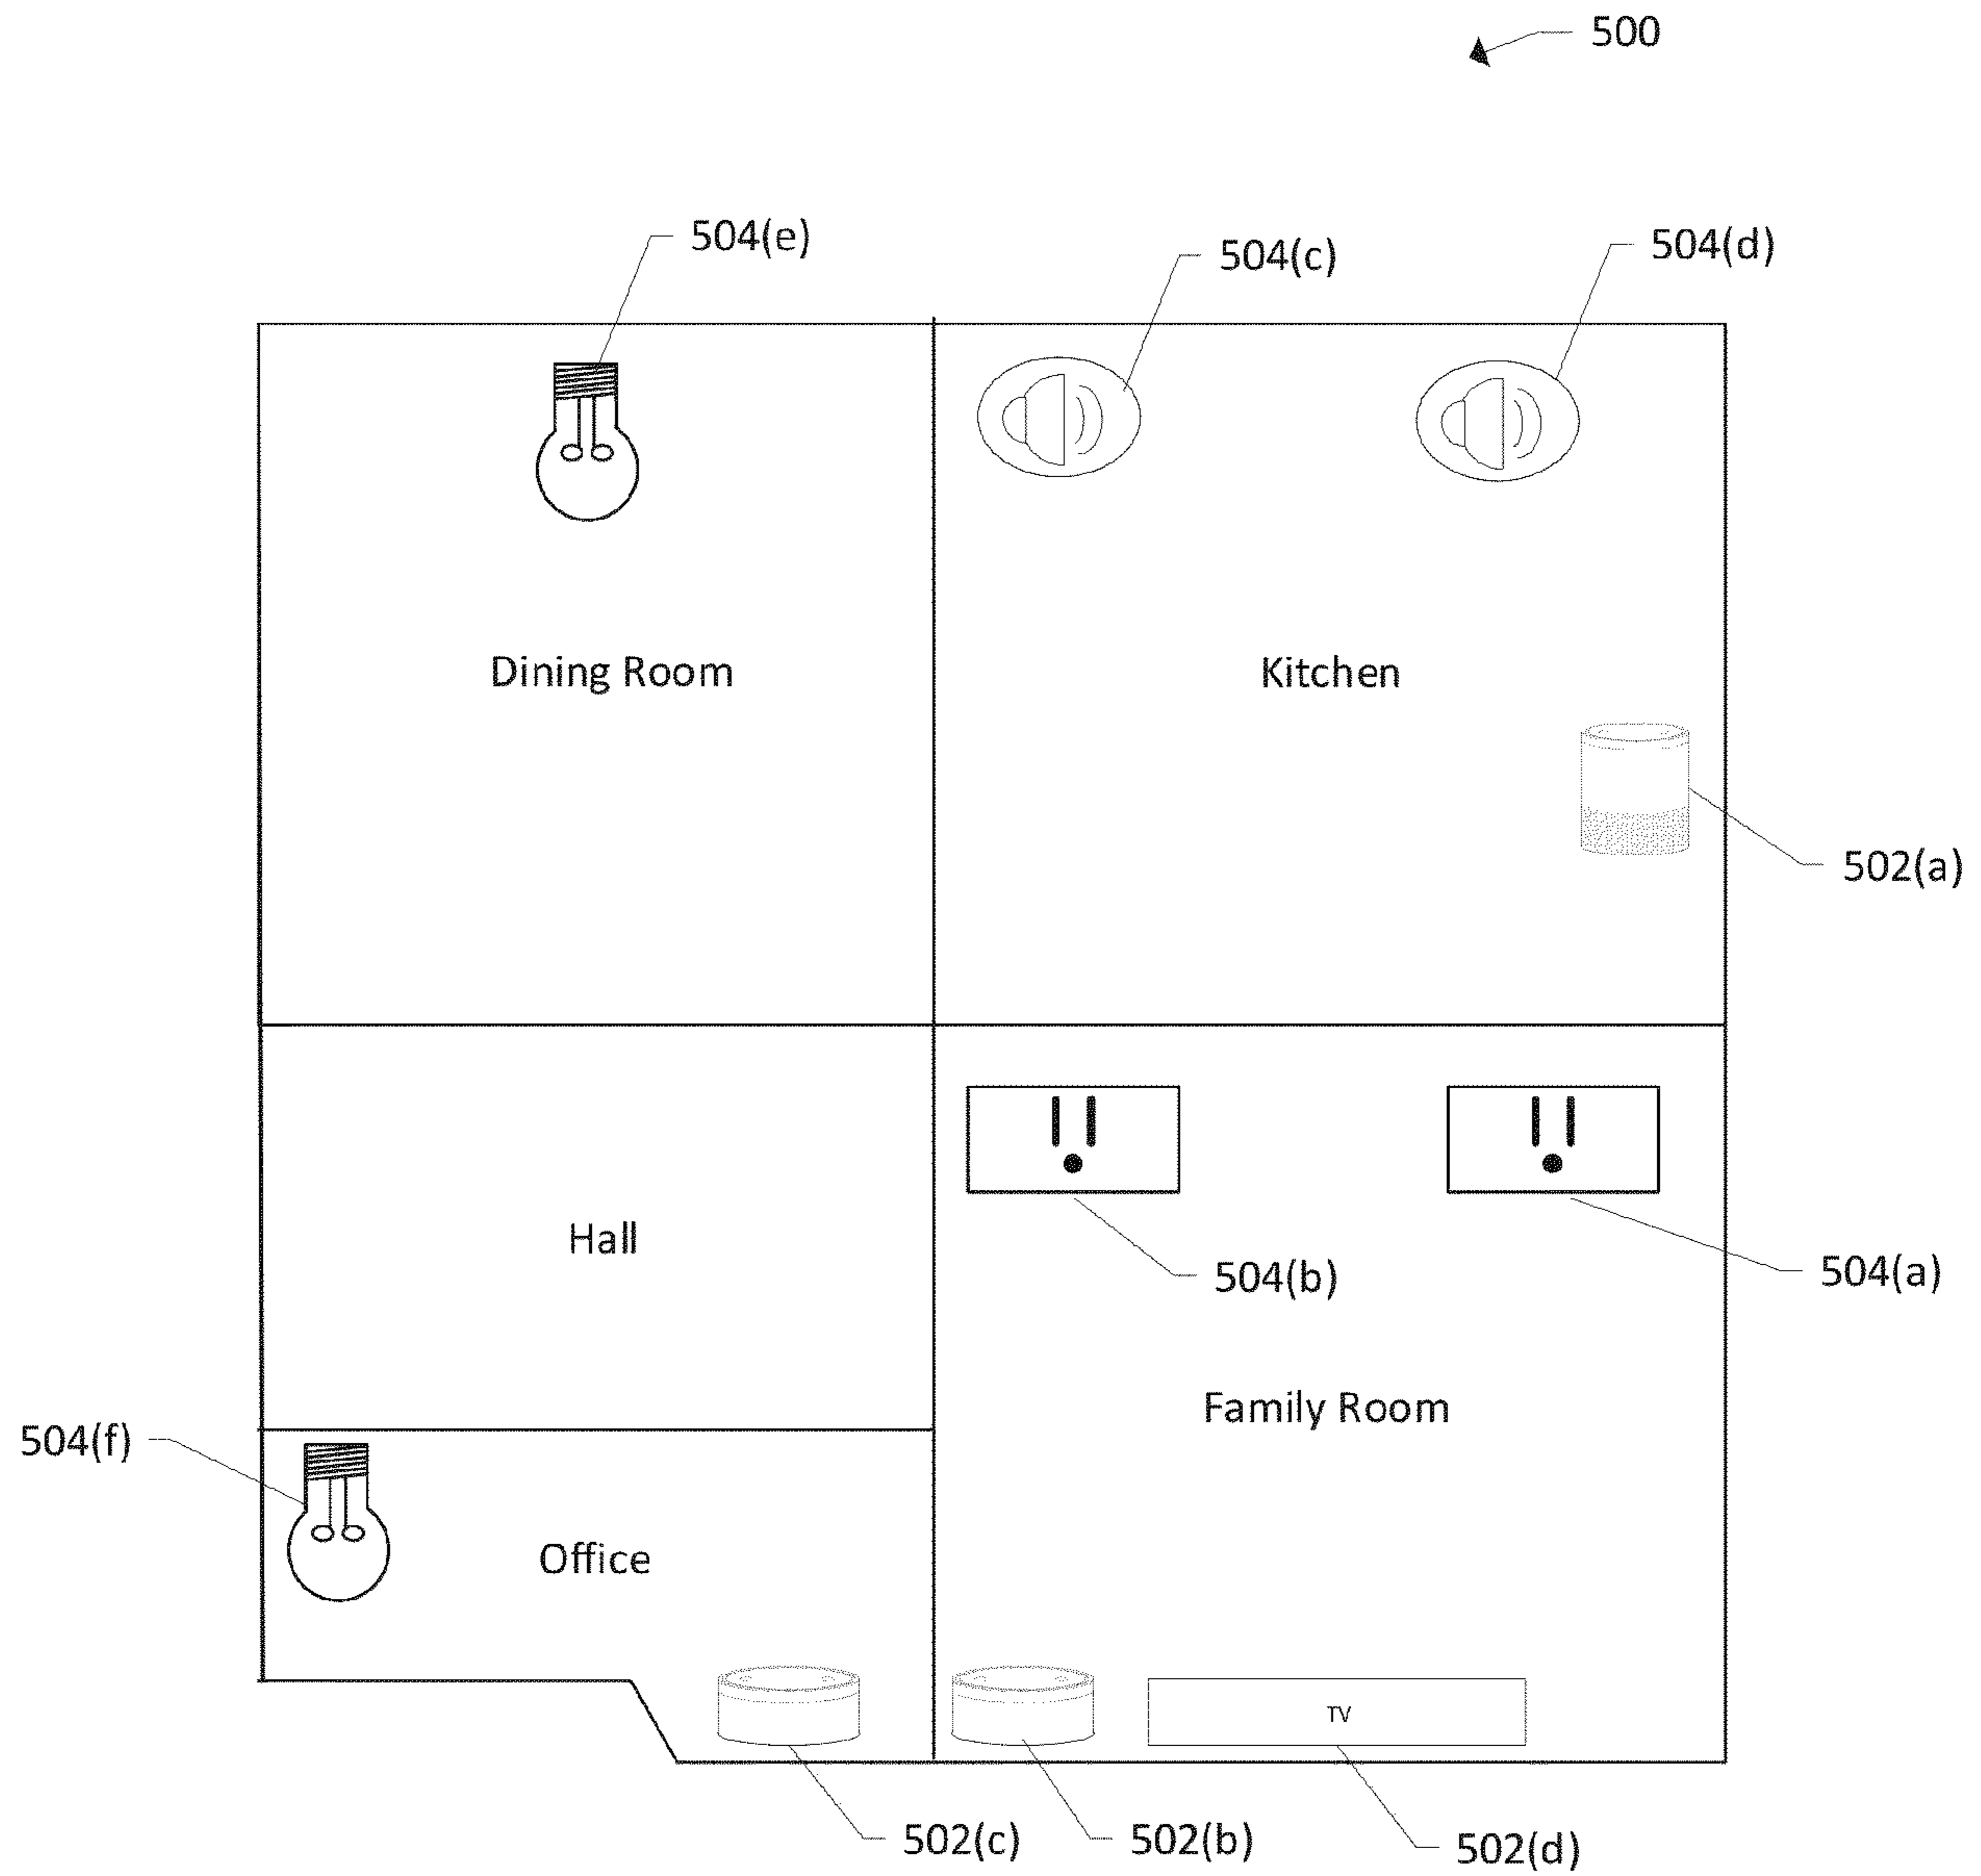 500
504(e)
504(c)
504(d)
Dining Room
Kitchen
502(a)
Hall
504(b)
504(a)
Family Room
504(f)
Office
TV
502(c)
502(b)
502(d)